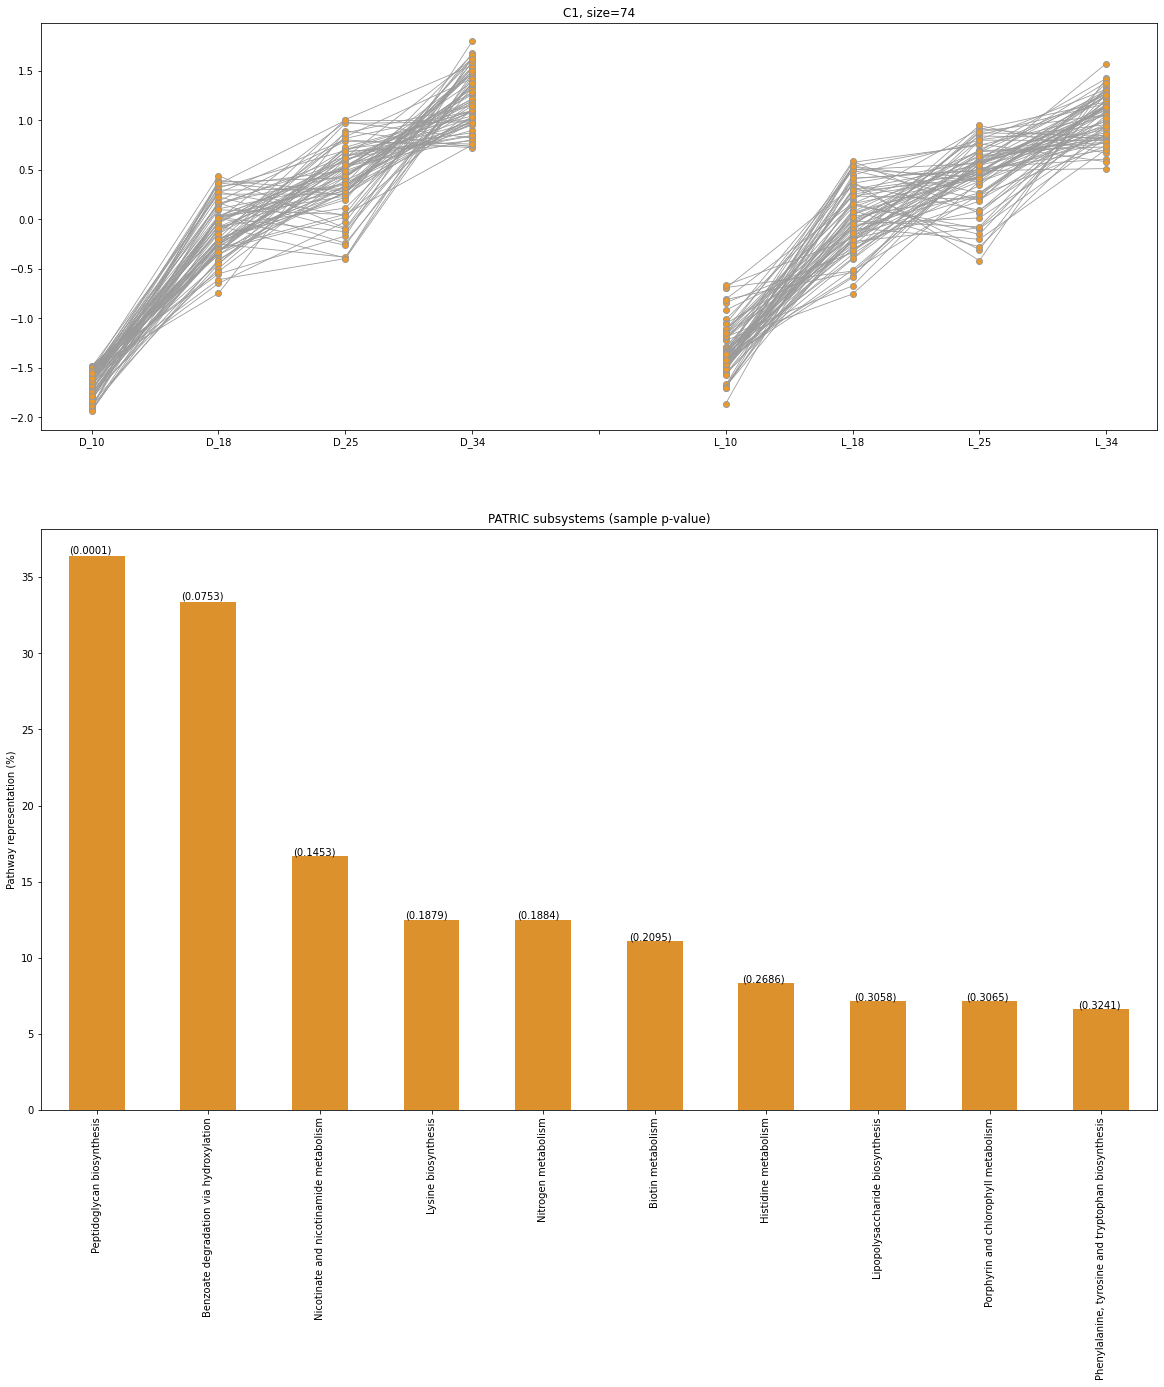 C1, size=74
1.5
1.0
0.5
0.0
−0.5
−1.0
−1.5
−2.0
D_10 D_18 D_25 D_34 L_10 L_18 L_25 L_34
PATRIC subsystems (sample p-value)
Pathway representation (%)
35
30
25
20
15
10
5
0
(0.0001)
(0.0753)
(0.1453)
(0.1879)
(0.1884)
(0.2095)
(0.2686)
(0.3058)
(0.3065)
(0.3241)
Peptidoglycan biosynthesis
Benzoate degradation via hydroxylation
Nicotinate and nicotinamide metabolism
Lysine biosynthesis
Nitrogen metabolism
Biotin metabolism
Histidine metabolism
Lipopolysaccharide biosynthesis
Porphyrin and chlorophyll metabolism
Phenylalanine, tyrosine and tryptophan biosynthesis